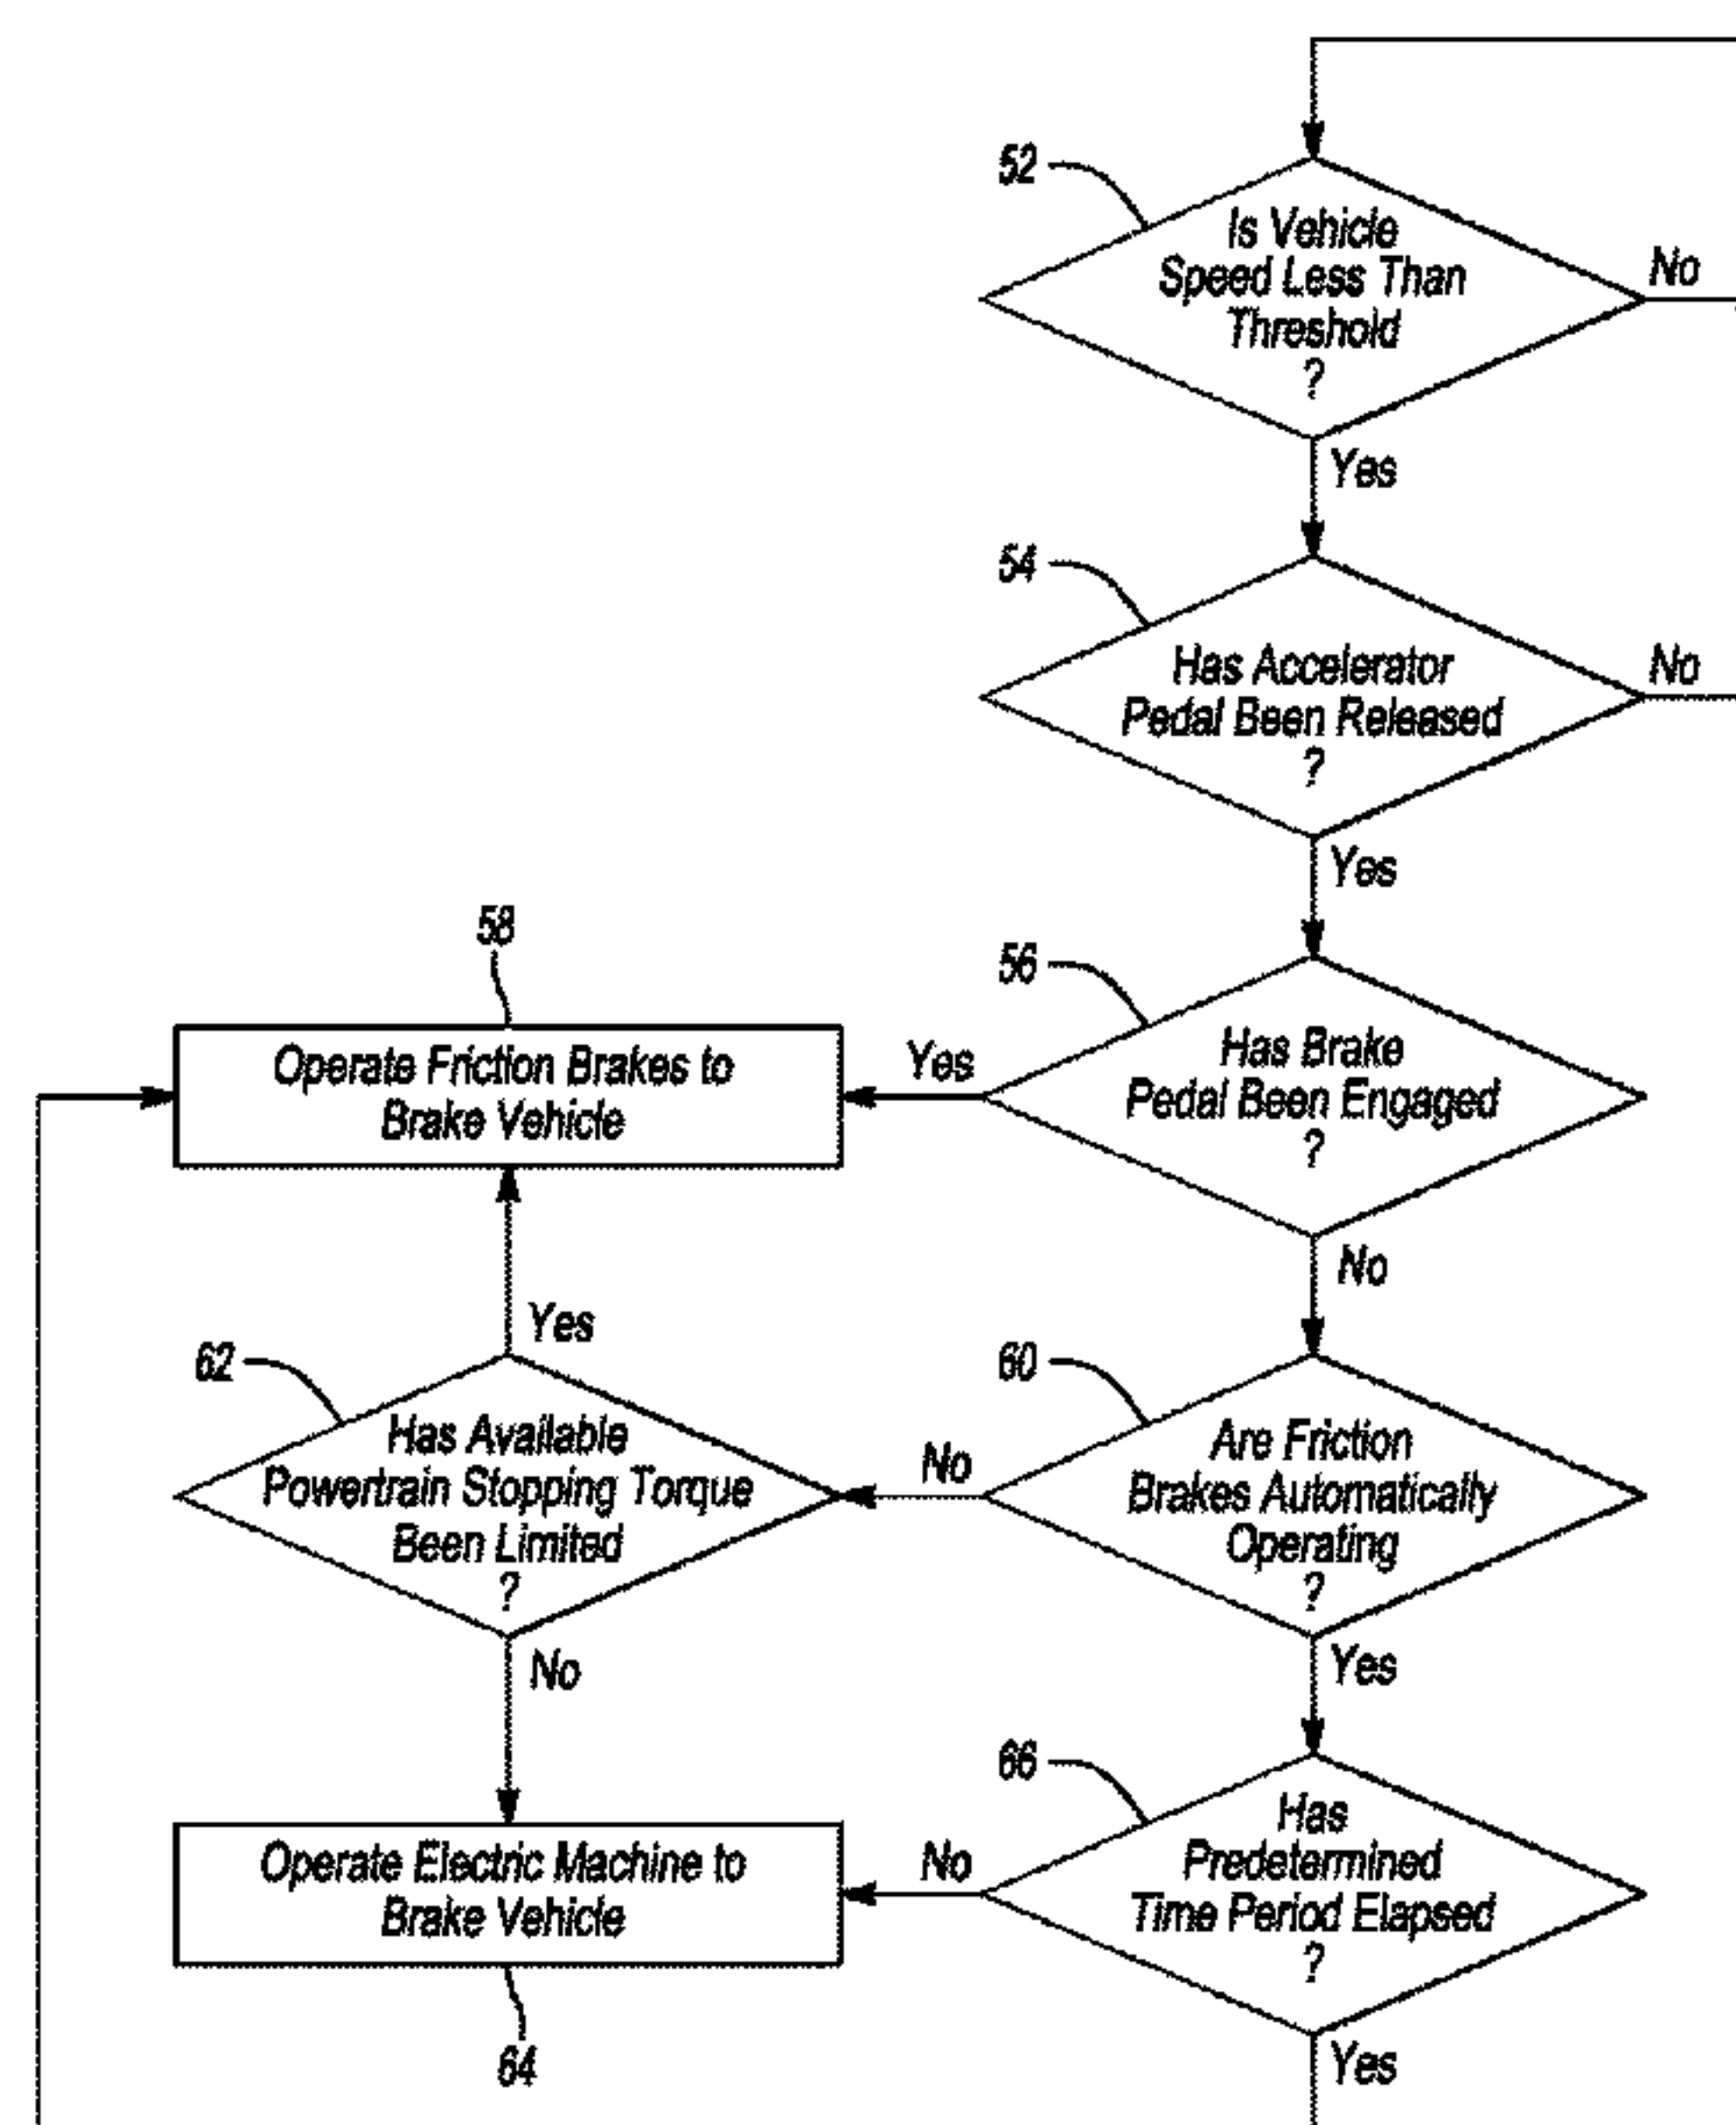 52
Is Vehicle
Speed Less Than
Threshold
?
No
Yes
54
Has Accelerator
Pedal Been Released
?
No
Yes
58
Operate Friction Brakes to
Brake Vehicle
Yes
56
Has Brake
Pedal Been Engaged
?
No
Yes
62
Has Available
Powertrain Stopping Torque
Been Limited
?
No
60
Are Friction
Brakes Automatically
Operating
?
No
Yes
Operate Electric Machine to
Brake Vehicle
64
No
66
Has
Predetermined
Time Period Elapsed
?
Yes